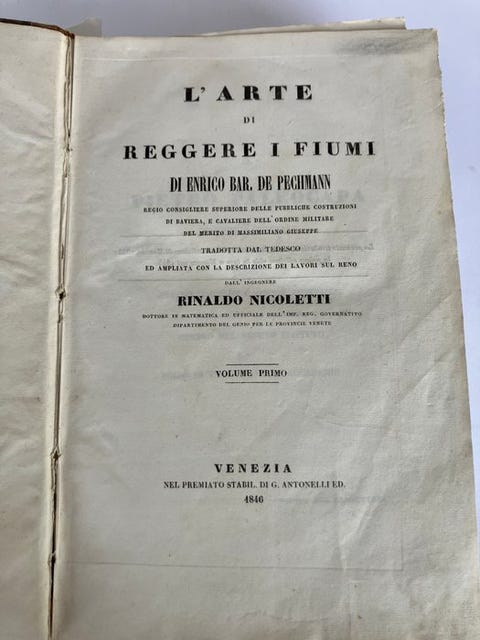 L'ARTE
DI
REGGERE I FIUMI
DI ENRICO BAR. DE PECHMANN
REGIO CONSIGLIERE SUPERIORE DELLE PUBBLICHE COSTRUZIONI
DI BAVIERA, E CAVALIERE DELL'ORDINE MILITARE
DEL MERITO DI MASSIMILIANO GIUSEPPE
TRADOTTA DAL TEDESCO
ED AMPLIATA CON LA DESCRIZIONE DEI LAVORI SUL RENO
DALL'INGEGNERE
RINALDO NICOLETTI
DOTTORE IN MATEMATICA ED UFFICIALE DELL'IMP. REG. GOVERNATIVO
DIPARTIMENTO DEL GENIO PER LE PROVINCIE VENETE
VOLUME PRIMO
VENEZIA
NEL PREMIATO STABIL. DI G. ANTONELLI ED.
1846